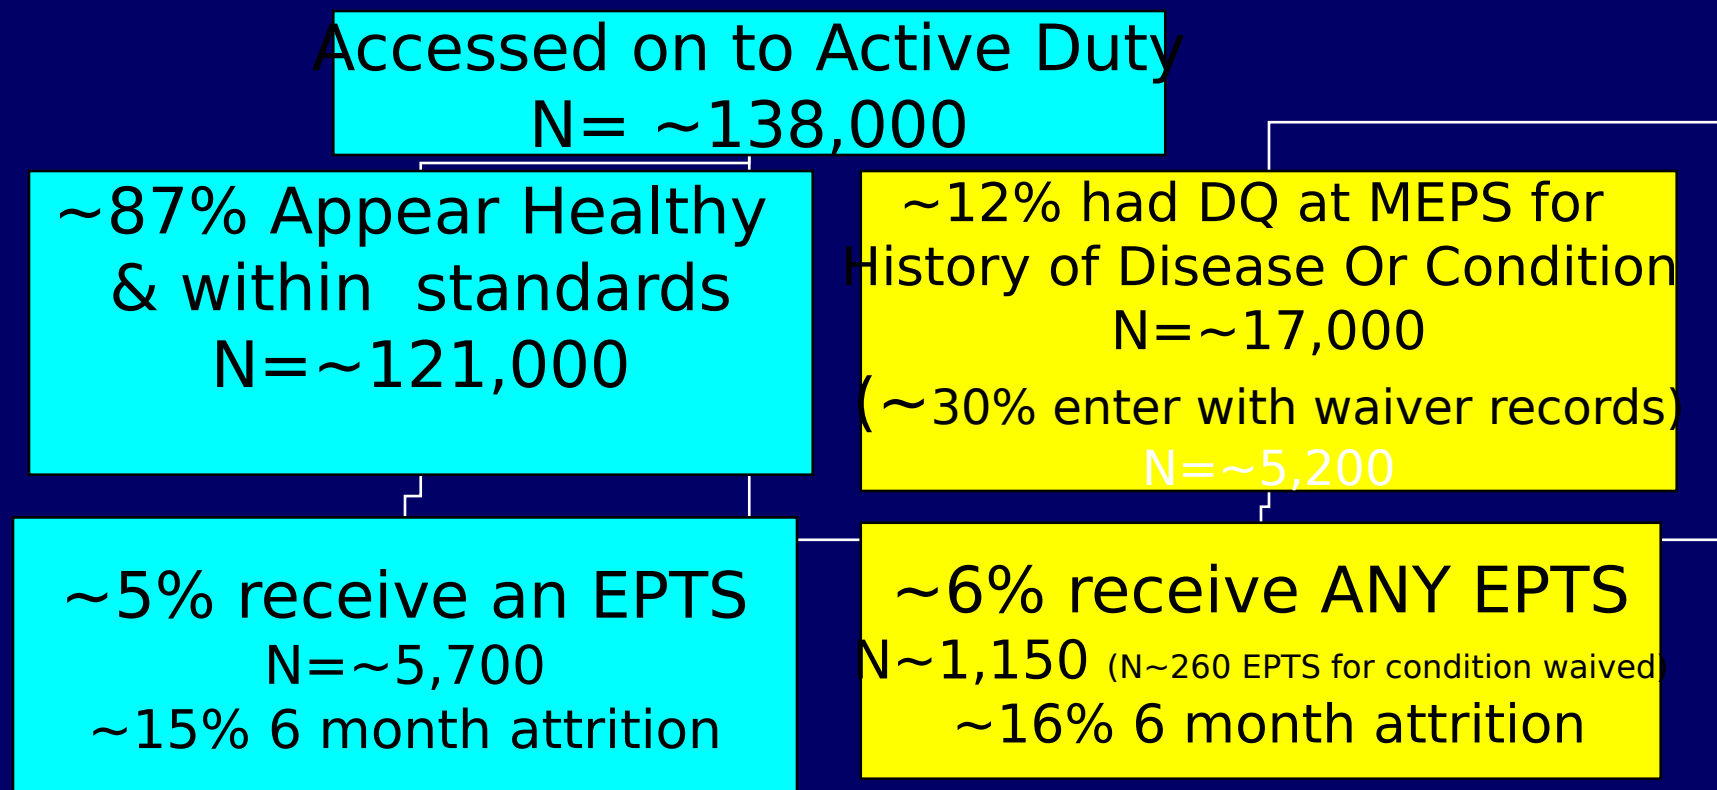 Accessed on to Active Duty
N= ~138,000
~87% Appear Healthy
& within  standards
N=~121,000
~12% had DQ at MEPS for
History of Disease Or Condition
N=~17,000
(~30% enter with waiver records)
N=~5,200
~5% receive an EPTS
N=~5,700
~15% 6 month attrition
~6% receive ANY EPTS
N~1,150 (N~260 EPTS for condition waived)
~16% 6 month attrition